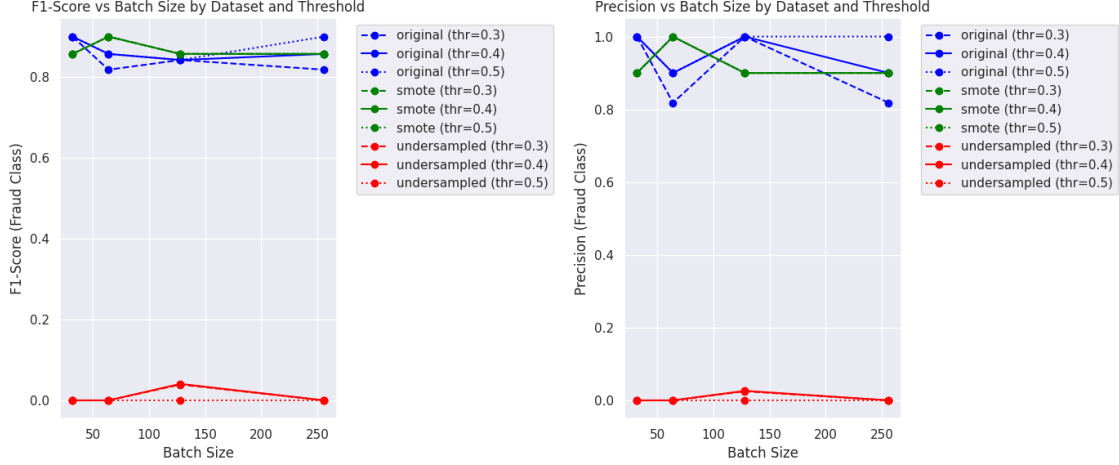 F1-Score vs Batch Size by Dataset and Threshold
F1-Score (Fraud Class)
0.8
0.6
0.4
0.2
0.0
50
100
150
200
250
Batch Size
original (thr=0.3)
original (thr=0.4)
original (thr=0.5)
smote (thr=0.3)
smote (thr=0.4)
smote (thr=0.5)
undersampled (thr=0.3)
undersampled (thr=0.4)
undersampled (thr=0.5)
Precision vs Batch Size by Dataset and Threshold
Precision (Fraud Class)
1.0
0.8
0.6
0.4
0.2
0.0
50
100
150
200
250
Batch Size
original (thr=0.3)
original (thr=0.4)
original (thr=0.5)
smote (thr=0.3)
smote (thr=0.4)
smote (thr=0.5)
undersampled (thr=0.3)
undersampled (thr=0.4)
undersampled (thr=0.5)